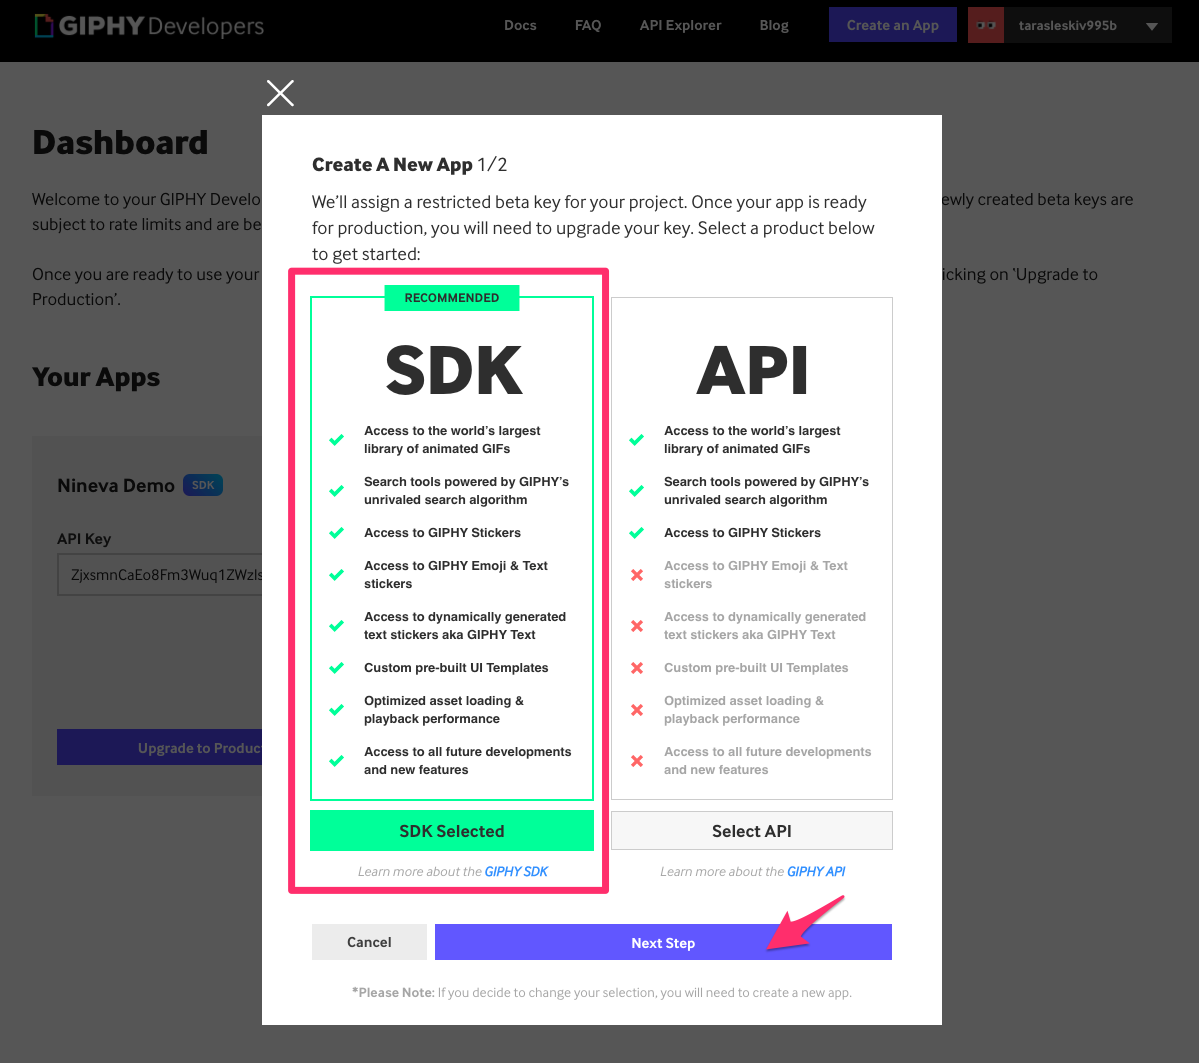 GIPHY Developers
Docs
FAQ
API Explorer
Blog
Create an App
tarasleskiv995b
Dashboard
Welcome to your GIPHY Develo
ewly created beta keys are
subject to rate limits and are be
Once you are ready to use your
icking on ‘Upgrade to
Production’.
Your Apps
Nineva Demo SDK
API Key
Upgrade to Produc
Create A New App 1/2
We’ll assign a restricted beta key for your project. Once your app is ready
for production, you will need to upgrade your key. Select a product below
to get started:
RECOMMENDED
SDK
Access to the world’s largest
library of animated GIFs
Search tools powered by GIPHY’s
unrivaled search algorithm
Access to GIPHY Stickers
Access to GIPHY Emoji & Text
stickers
Access to dynamically generated
text stickers aka GIPHY Text
Custom pre-built UI Templates
Optimized asset loading &
playback performance
Access to all future developments
and new features
SDK Selected
Learn more about the GIPHY SDK
API
Access to the world’s largest
library of animated GIFs
Search tools powered by GIPHY’s
unrivaled search algorithm
Access to GIPHY Stickers
Access to GIPHY Emoji & Text
stickers
Access to dynamically generated
text stickers aka GIPHY Text
Custom pre-built UI Templates
Optimized asset loading &
playback performance
Access to all future developments
and new features
Select API
Learn more about the GIPHY API
Cancel
Next Step
*Please Note: If you decide to change your selection, you will need to create a new app.